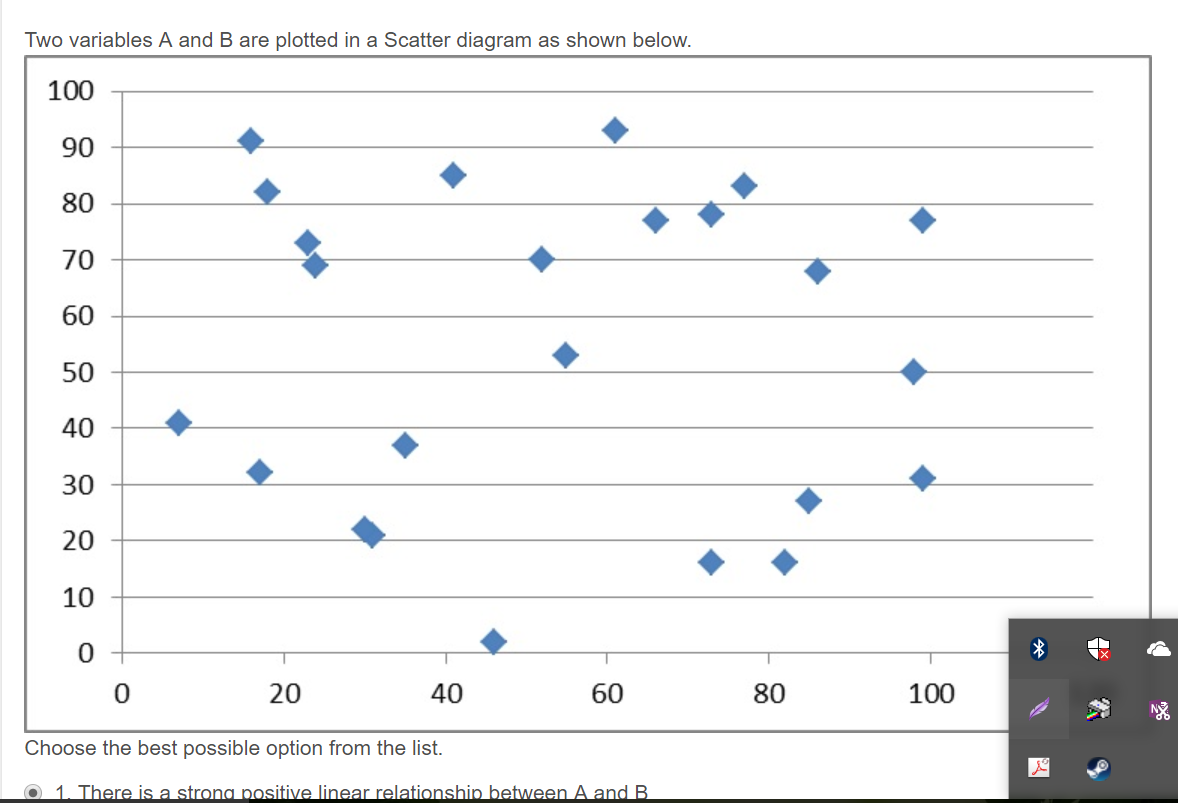 Two variables A and B are plotted in a Scatter diagram as shown below.
100
90
80
70
60
50
40
30
20
10
0
0 20 40 60 80 100
Choose the best possible option from the list.
1. There is a strong positive linear relationship between A and B